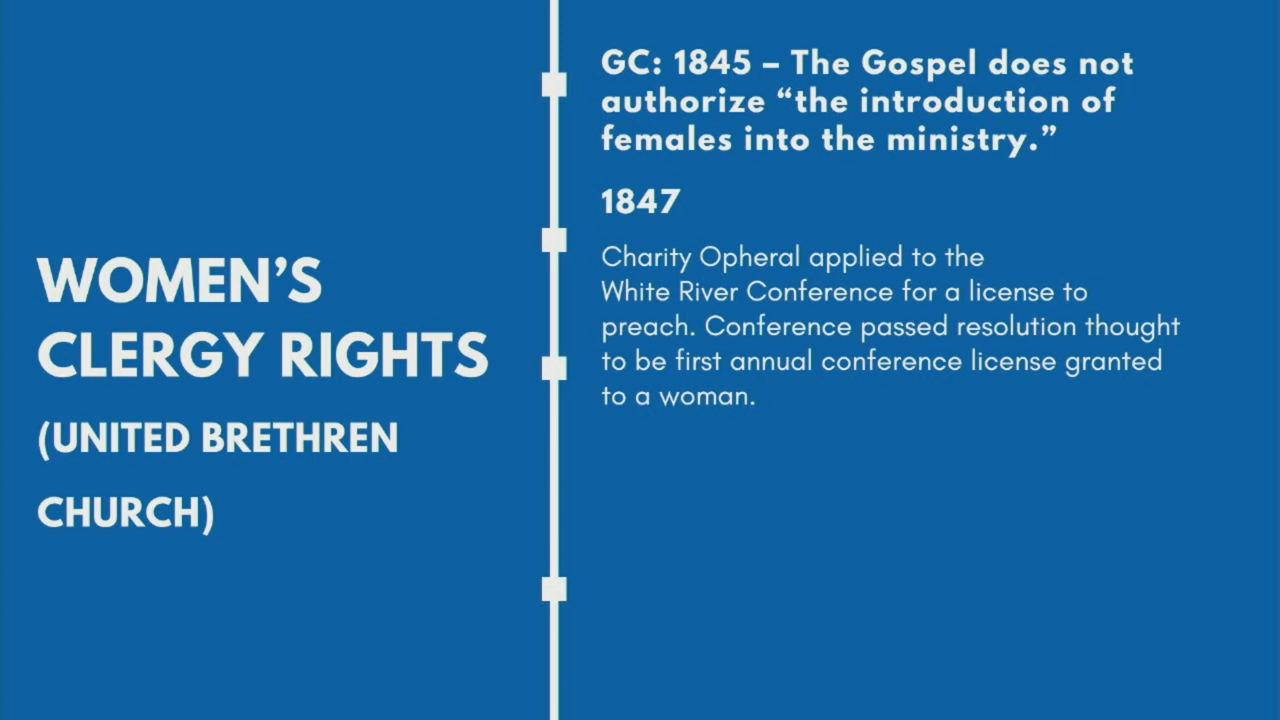 WOMEN’S
CLERGY RIGHTS
(UNITED BRETHREN
CHURCH)
GC: 1845 – The Gospel does not
authorize “the introduction of
females into the ministry.”
1847
Charity Opheral applied to the
White River Conference for a license to
preach. Conference passed resolution thought
to be first annual conference license granted
to a woman.